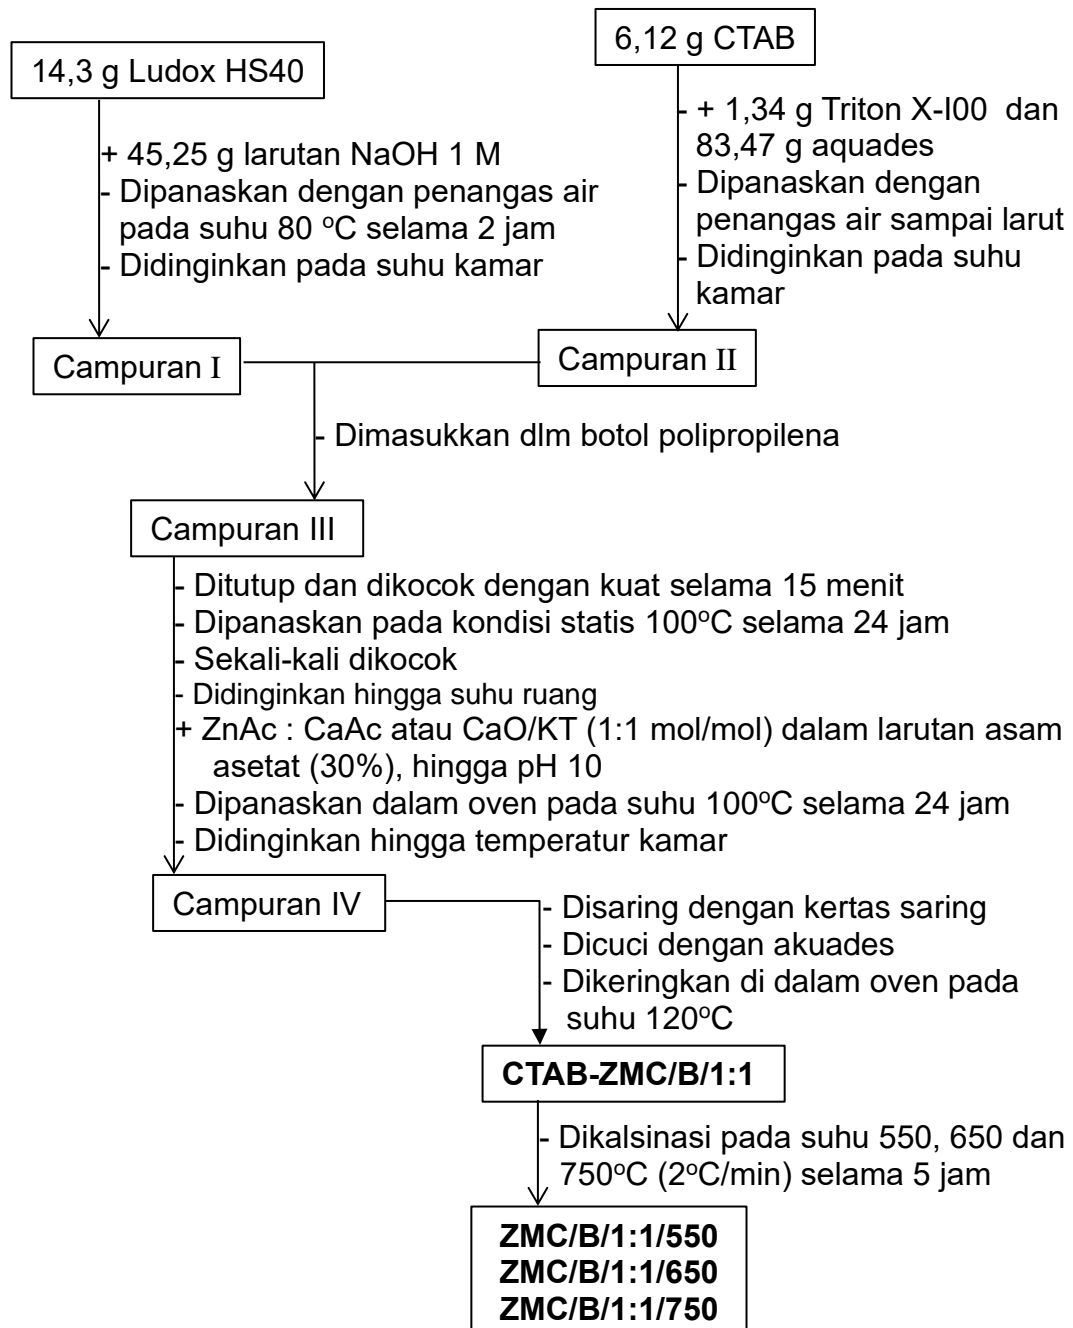 14,3 g Ludox HS40
+ 45,25 g larutan NaOH 1 M
- Dipanaskan dengan penangas air
pada suhu 80 °C selama 2 jam
- Didinginkan pada suhu kamar
Campuran I
6,12 g CTAB
- + 1,34 g Triton X-I00 dan
83,47 g aquades
- Dipanaskan dengan
penangas air sampai larut
- Didinginkan pada suhu
kamar
Campuran II
- Dimasukkan dlm botol polipropilena
Campuran III
- Ditutup dan dikocok dengan kuat selama 15 menit
- Dipanaskan pada kondisi statis 100°C selama 24 jam
- Sekali-kali dikocok
- Didinginkan hingga suhu ruang
+ ZnAc : CaAc atau CaO/KT (1:1 mol/mol) dalam larutan asam
asetat (30%), hingga pH 10
- Dipanaskan dalam oven pada suhu 100°C selama 24 jam
- Didinginkan hingga temperatur kamar
Campuran IV
- Disaring dengan kertas saring
- Dicuci dengan akuades
- Dikeringkan di dalam oven pada
suhu 120°C
CTAB-ZMC/B/1:1
- Dikalsinasi pada suhu 550, 650 dan
750°C (2°C/min) selama 5 jam
ZMC/B/1:1/550
ZMC/B/1:1/650
ZMC/B/1:1/750